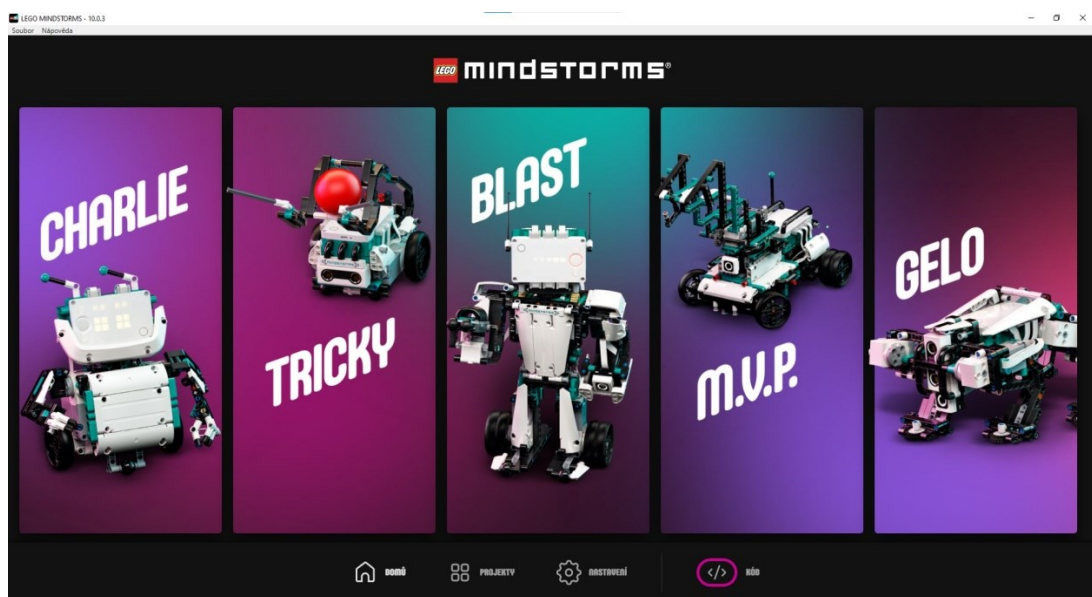 LEGO MINDSTORMS - 10.0.3
Soubor Nápověda
LEGO mindstorms®
CHARLIE
TRICKY
BLAST
M.V.P.
GELO
DOMŮ PROJEKTY NASTAVENÍ KÓD